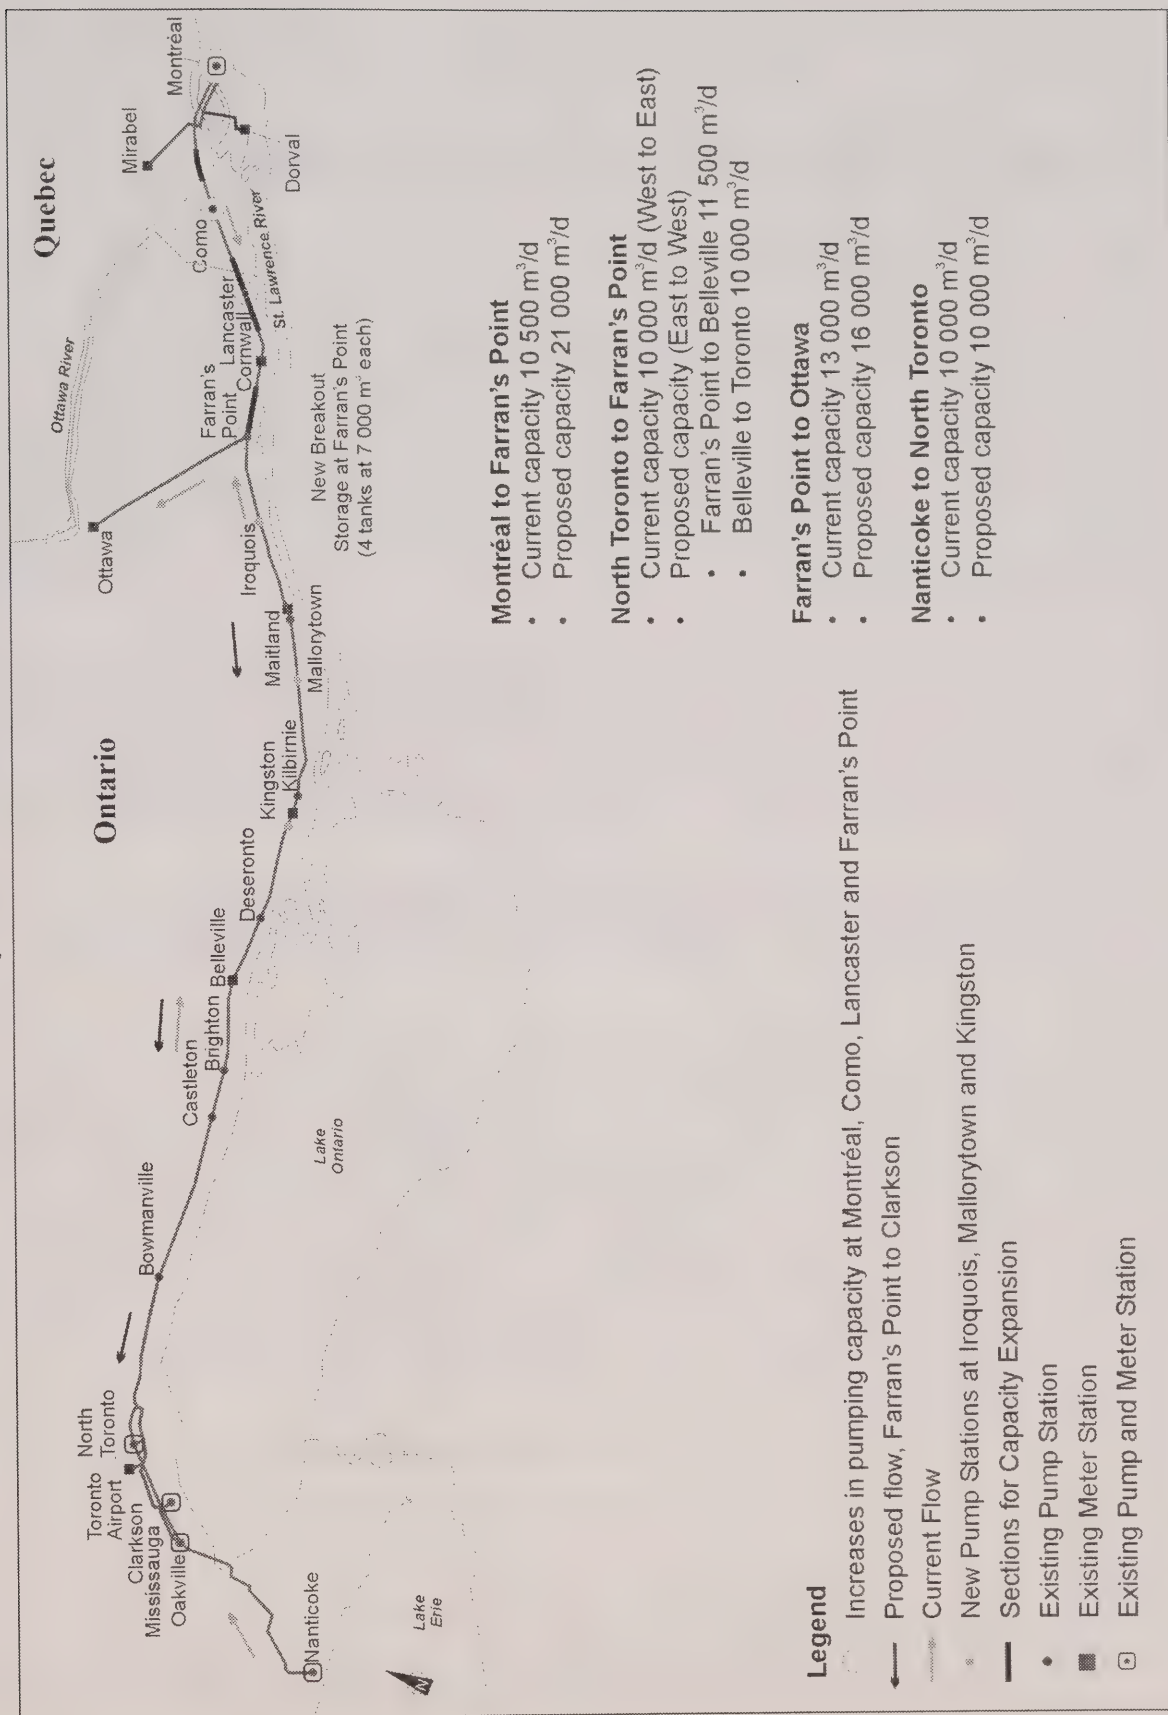 Quebec
Ontario
Montréal
Mirabel
Dorval
Como
St. Lawrence River
Ottawa River
Lancaster
Cornwall
Farran's
Point
Ottawa
Iroquois
New Breakout
Storage at Farran's Point
(4 tanks at 7 000 m³ each)
Maitland
Mallorytown
Kingston
Kilbirnie
Deseronto
Belleville
Brighton
Castleton
Lake
Ontario
Bowmanville
North
Toronto
Toronto
Airport
Clarkson
Mississauga
Oakville
Nanticoke
Lake
Erie
N
Montréal to Farran's Point
• Current capacity 10 500 m³/d
• Proposed capacity 21 000 m³/d
North Toronto to Farran's Point
• Current capacity 10 000 m³/d (West to East)
• Proposed capacity (East to West)
• Farran's Point to Belleville 11 500 m³/d
• Belleville to Toronto 10 000 m³/d
Farran's Point to Ottawa
• Current capacity 13 000 m³/d
• Proposed capacity 16 000 m³/d
Nanticoke to North Toronto
• Current capacity 10 000 m³/d
• Proposed capacity 10 000 m³/d
Legend
Increases in pumping capacity at Montréal, Como, Lancaster and Farran's Point
Proposed flow, Farran's Point to Clarkson
Current Flow
New Pump Stations at Iroquois, Mallorytown and Kingston
Sections for Capacity Expansion
Existing Pump Station
Existing Meter Station
Existing Pump and Meter Station